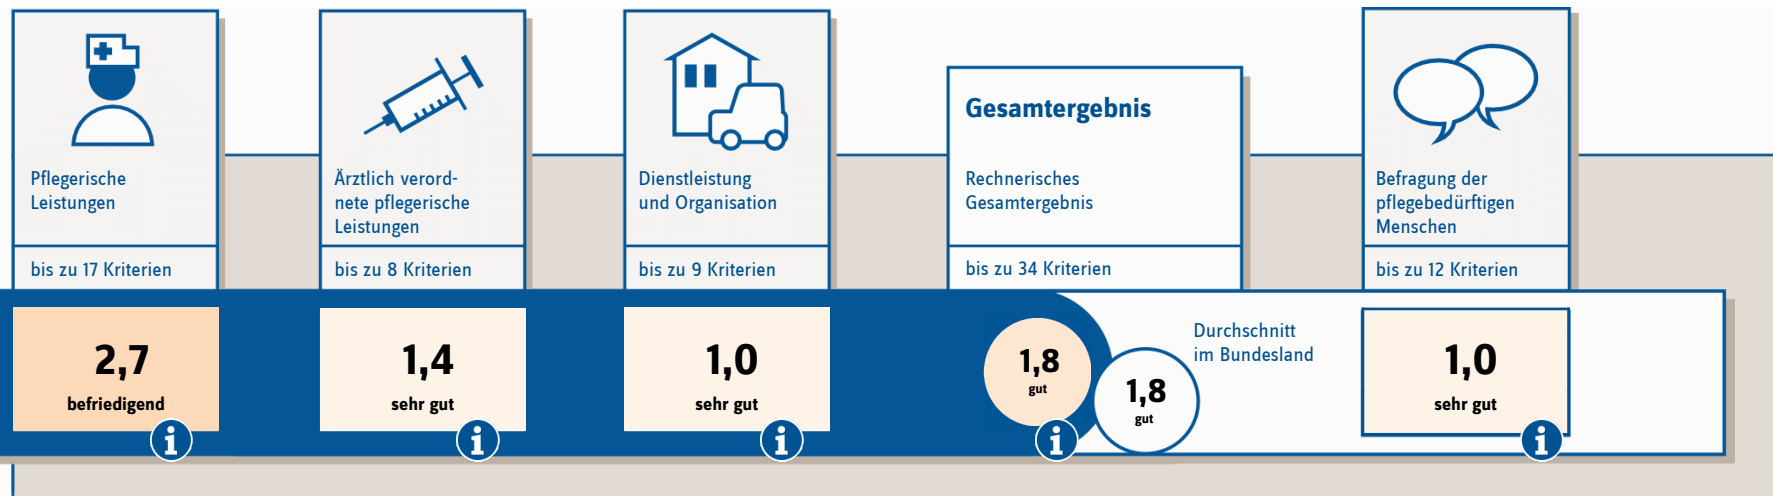 Pflegerische
Leistungen
bis zu 17 Kriterien
2,7
befriedigend
i
Ärztlich verord-
nete pflegerische
Leistungen
bis zu 8 Kriterien
1,4
sehr gut
i
Dienstleistung
und Organisation
bis zu 9 Kriterien
1,0
sehr gut
i
Gesamtergebnis
Rechnerisches
Gesamtergebnis
bis zu 34 Kriterien
1,8
gut
i
1,8
gut
Durchschnitt
im Bundesland
Befragung der
pflegebedürftigen
Menschen
bis zu 12 Kriterien
1,0
sehr gut
i